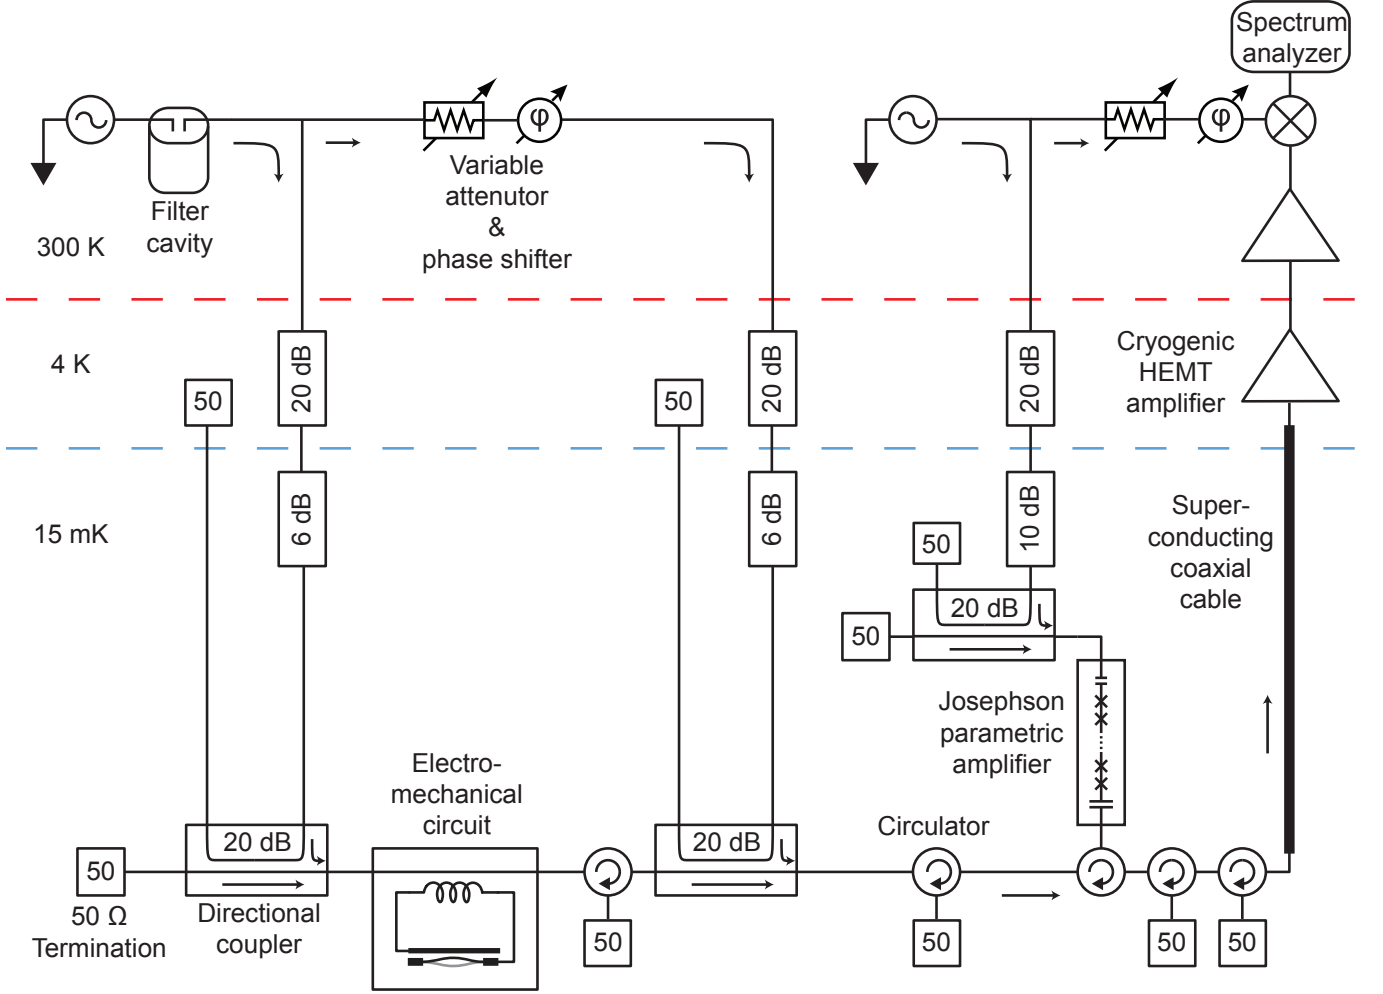 Spectrum
analyzer
φ
φ
Variable
attenutor
&
phase shifter
Filter
cavity
300 K
4 K
50
20 dB
50
20 dB
20 dB
Cryogenic
HEMT
amplifier
15 mK
6 dB
6 dB
10 dB
50
20 dB
50
Super-
conducting
coaxial
cable
Josephson
parametric
amplifier
Electro-
mechanical
circuit
Circulator
20 dB
20 dB
50
50 Ω
Termination
Directional
coupler
50
50
50
50